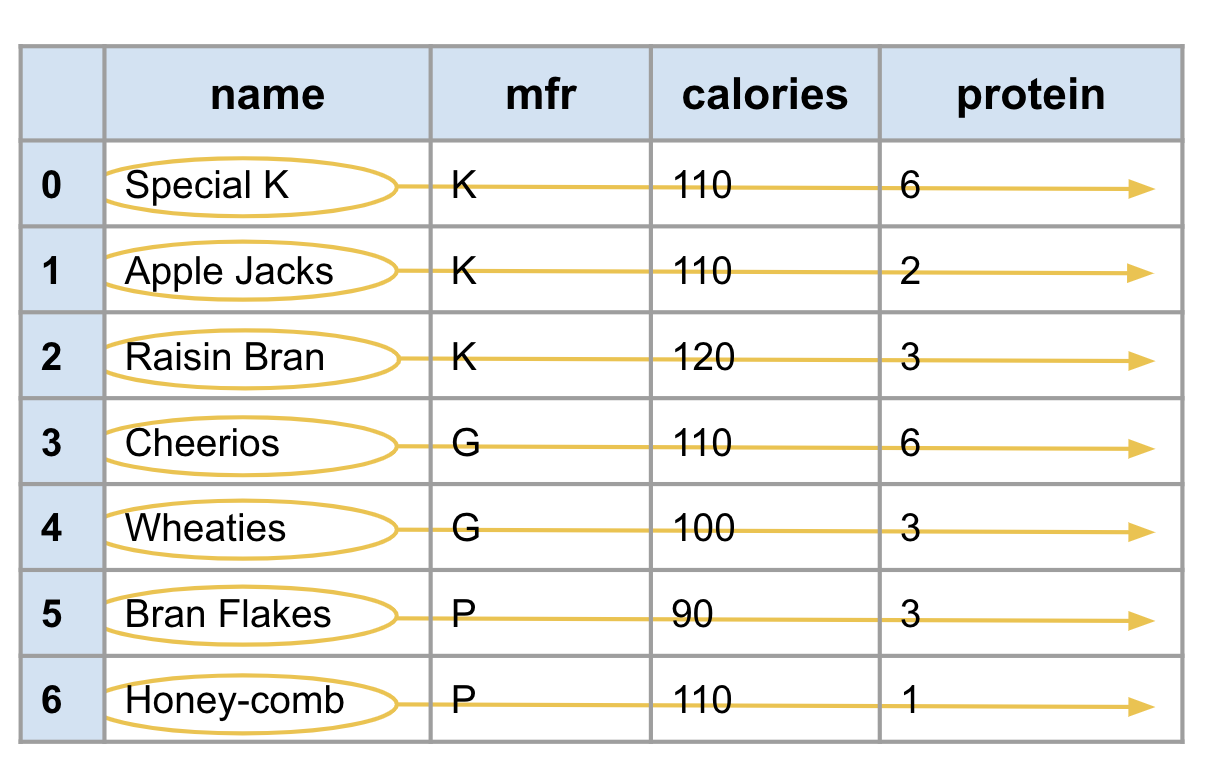 name mfr calories protein
0 Special K K 110 6
1 Apple Jacks K 110 2
2 Raisin Bran K 120 3
3 Cheerios G 110 6
4 Wheaties G 100 3
5 Bran Flakes P 90 3
6 Honey-comb P 110 1